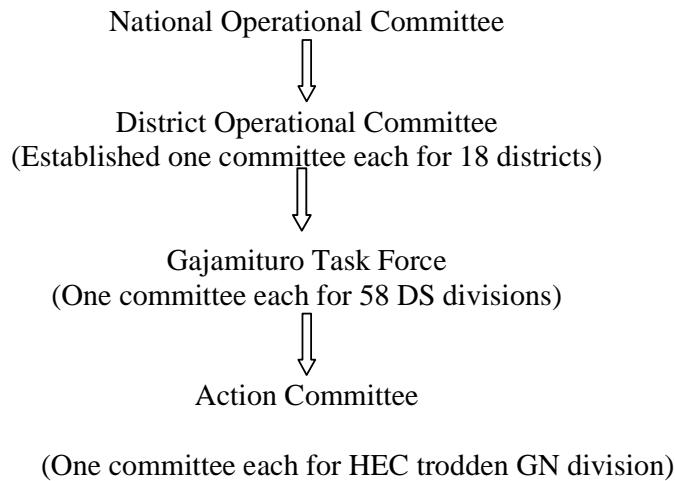 National Operational Committee
District Operational Committee
(Established one committee each for 18 districts)
Gajamituro Task Force
(One committee each for 58 DS divisions)
Action Committee
(One committee each for HEC trodden GN division)